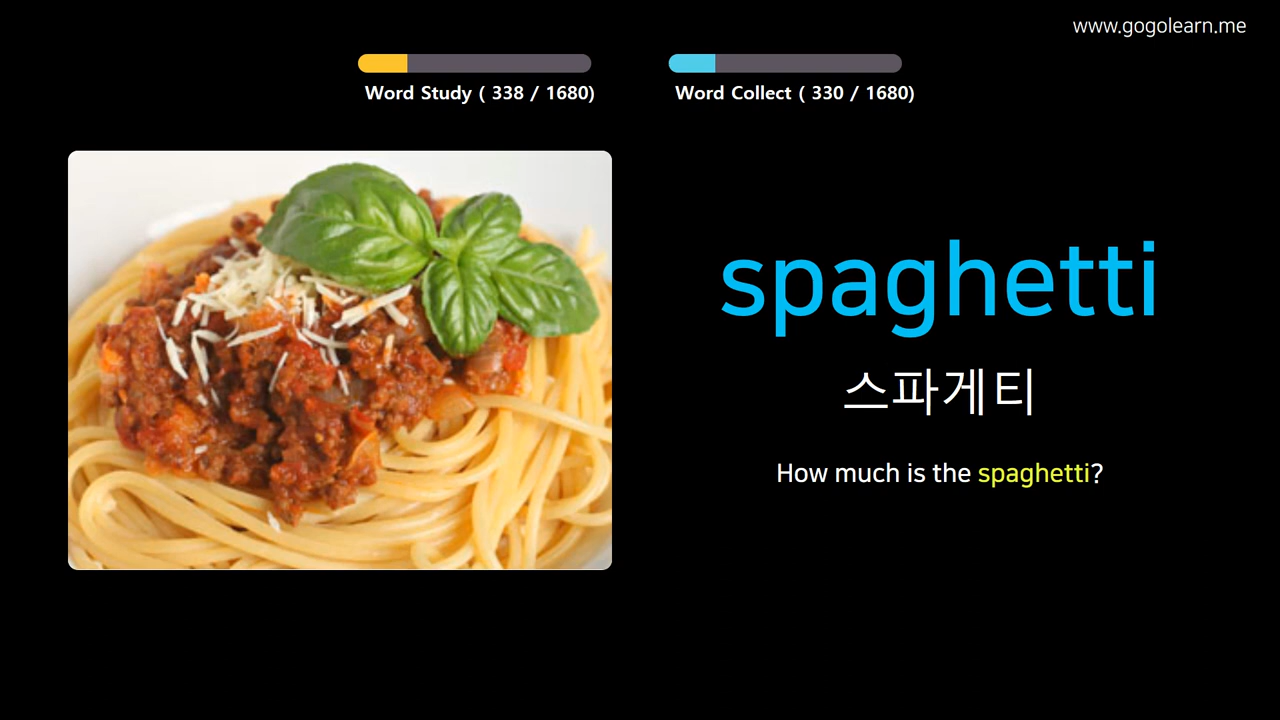 www.gogolearn.me
Word Study ( 338 / 1680)
Word Collect ( 330 / 1680)
spaghetti
스파게티
How much is the spaghetti?